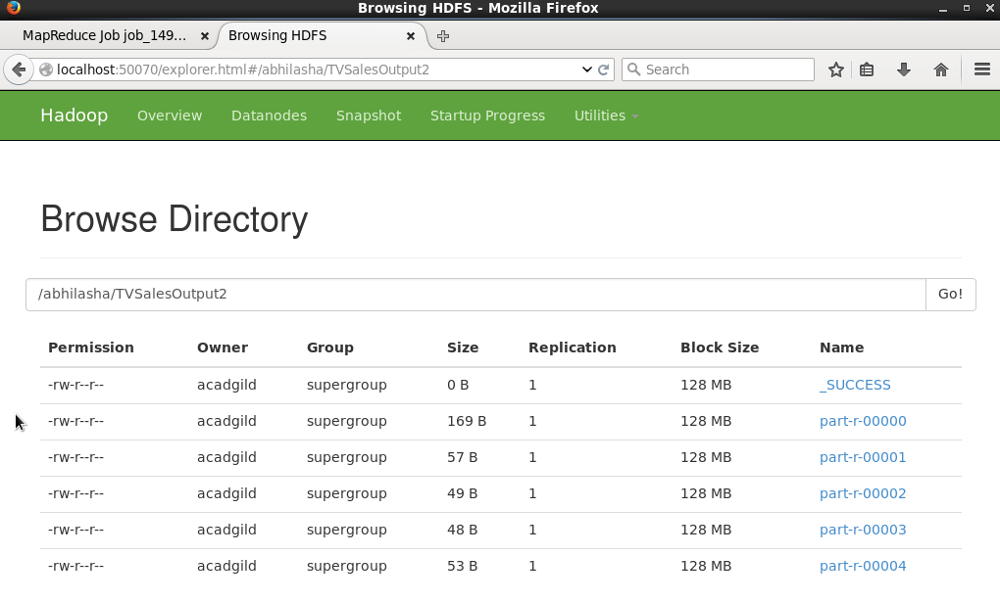 Browsing HDFS - Mozilla Firefox
MapReduce Job job_149... Browsing HDFS
localhost:50070/explorer.html#/abhilasha/TVSalesOutput2 Search
Hadoop Overview Datanodes Snapshot Startup Progress Utilities
Browse Directory
/abhilasha/TVSalesOutput2 Go!
Permission Owner Group Size Replication Block Size Name
-rw-r--r-- acadgild supergroup 0 B 1 128 MB _SUCCESS
-rw-r--r-- acadgild supergroup 169 B 1 128 MB part-r-00000
-rw-r--r-- acadgild supergroup 57 B 1 128 MB part-r-00001
-rw-r--r-- acadgild supergroup 49 B 1 128 MB part-r-00002
-rw-r--r-- acadgild supergroup 48 B 1 128 MB part-r-00003
-rw-r--r-- acadgild supergroup 53 B 1 128 MB part-r-00004